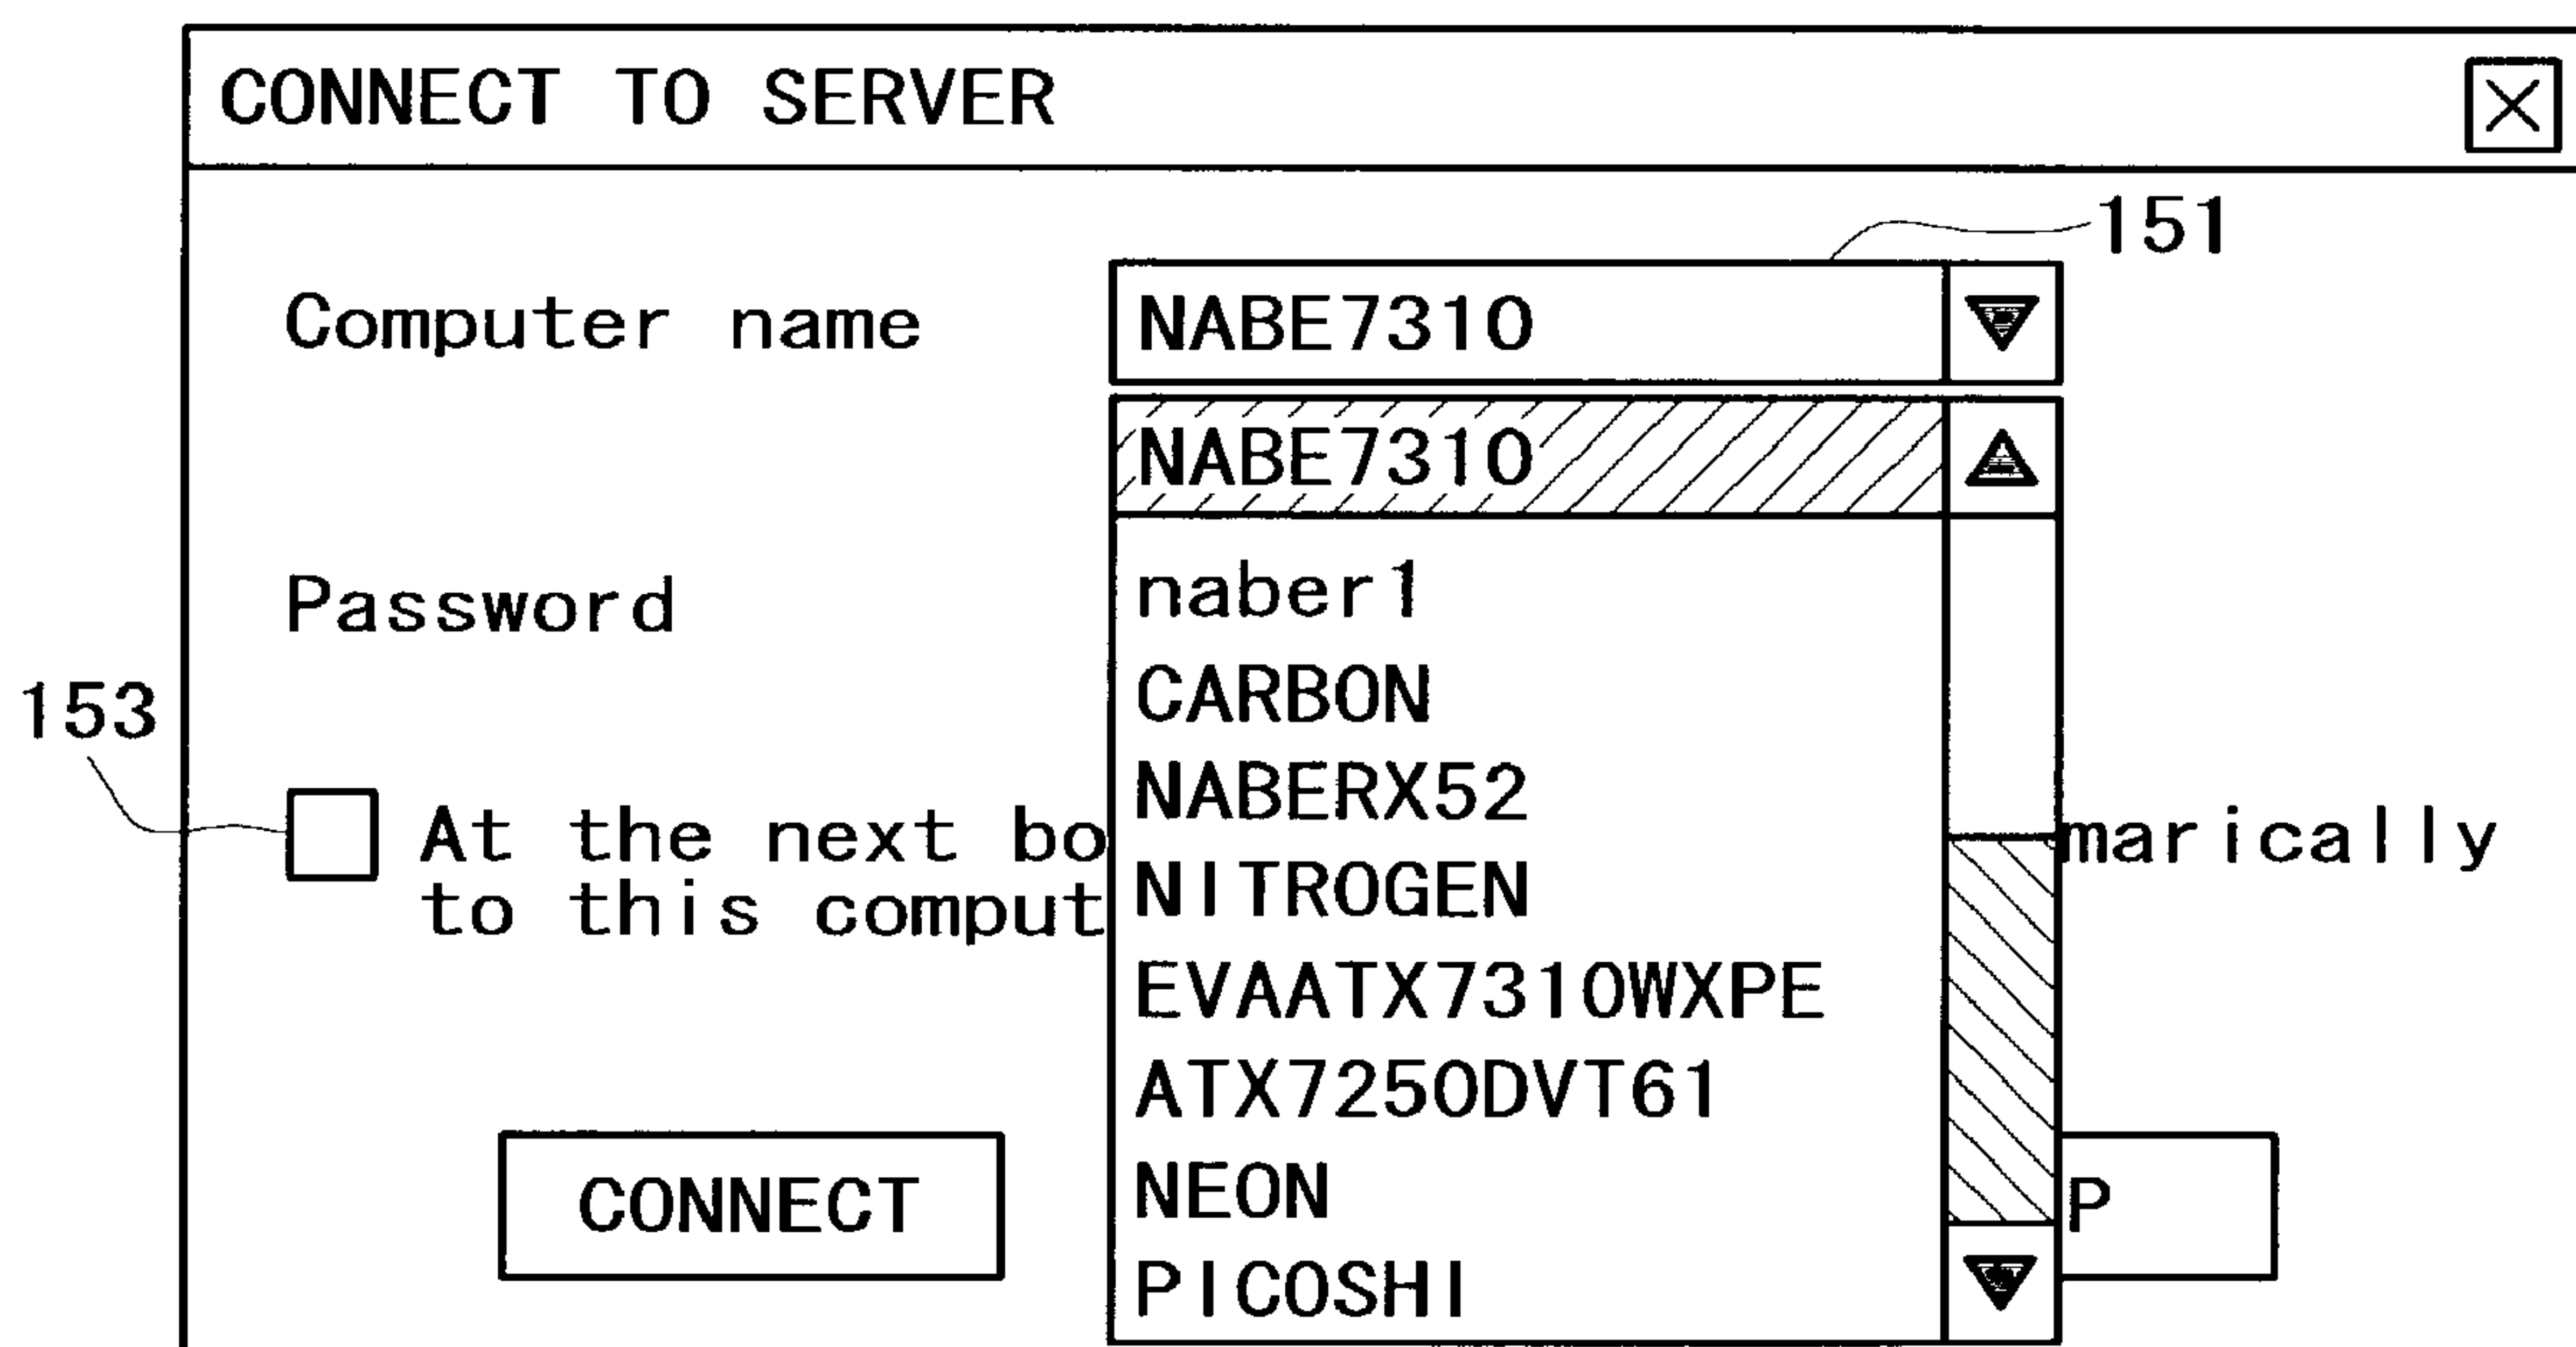 CONNECT TO SERVER
151
Computer name
NABE7310
NABE7310
naber1
Password
CARBON
153
NABERX52
At the next bo marically
to this comput
NITROGEN
EVAATX7310WXPE
ATX7250DVT61
NEON
CONNECT
P
PICOSHI